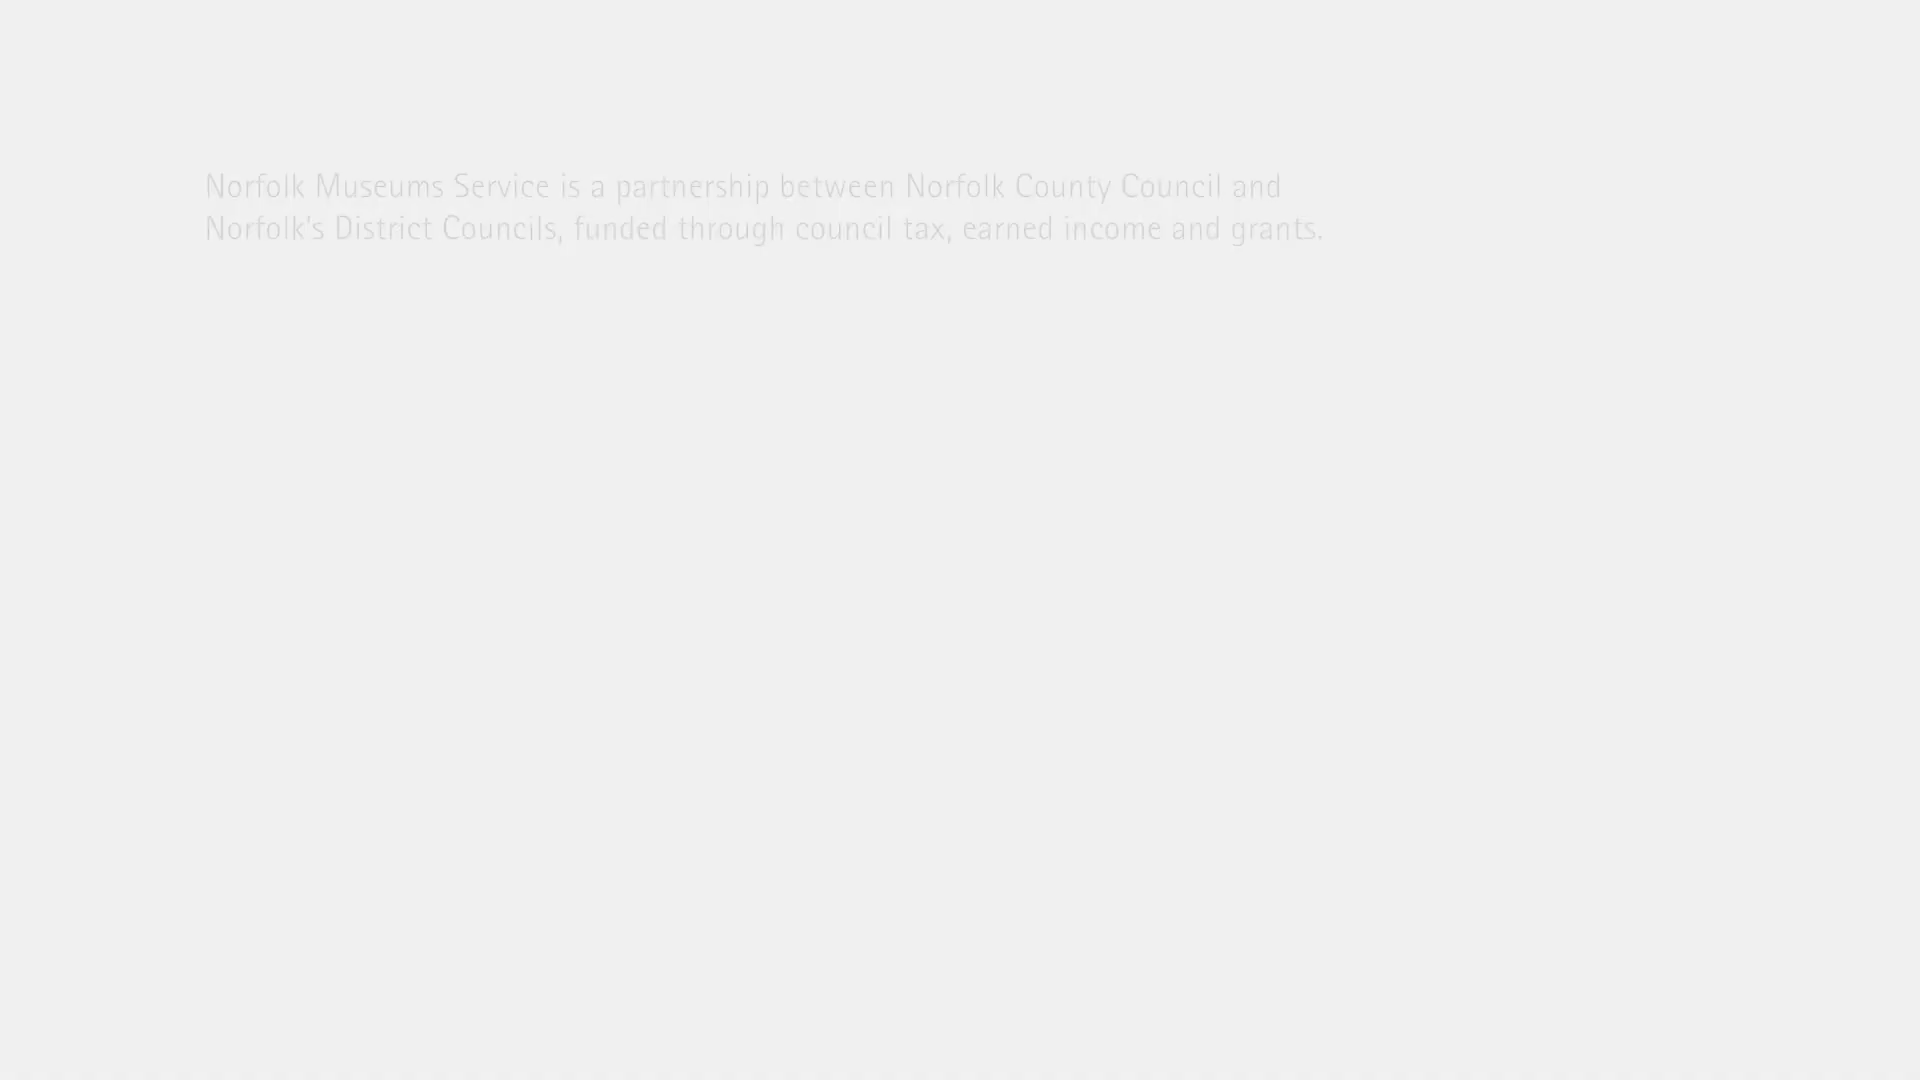 Norfolk Museums Service is a partnership between Norfolk County Council and
Norfolk's District Councils, funded through council tax, earned income and grants.